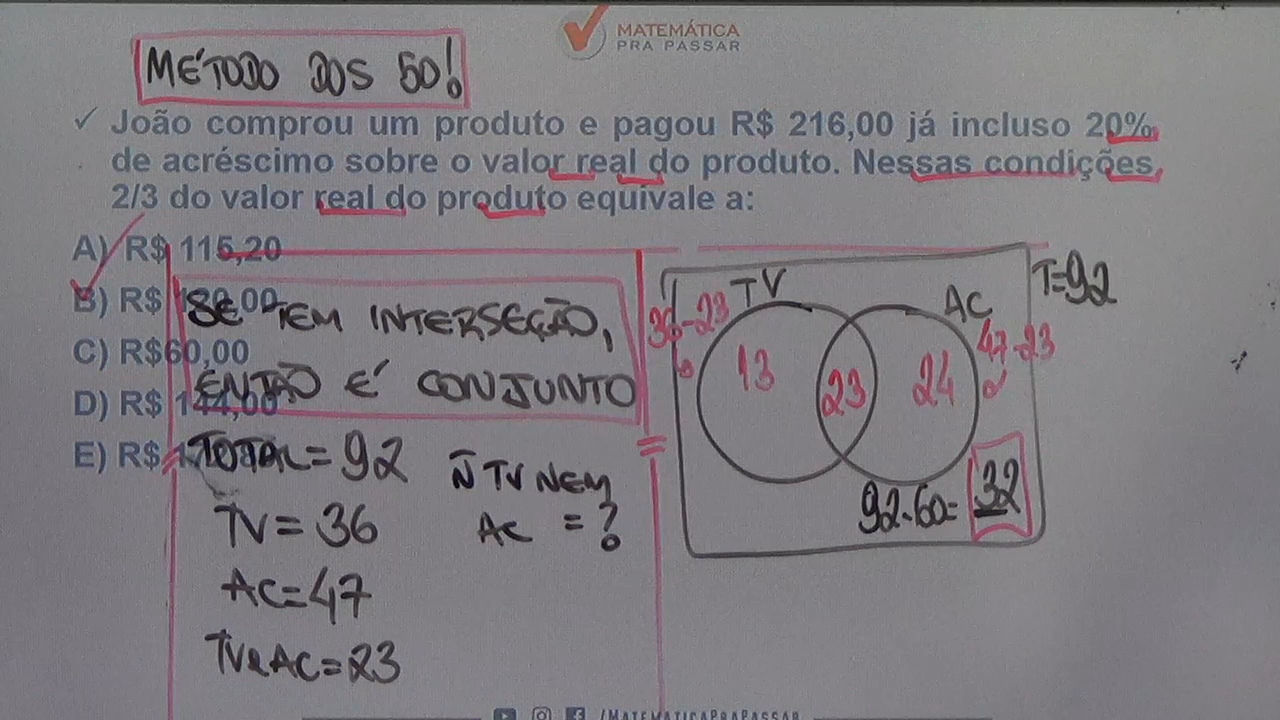 MATEMÁTICA
PRA PASSAR
MÉTODO DOS 50!
✓ João comprou um produto e pagou R$ 216,00 já incluso 20%
de acréscimo sobre o valor real do produto. Nessas condições,
2/3 do valor real do produto equivale a:
A) R$ 115,20
B) R$
C) R$60,00
D) R$ 144,00
E) R$
SE TEM INTERSEÇÃO,
ENTÃO É CONJUNTO
TOTAL = 92
TV = 36
AC = 47
TV e AC = 23
Ñ TV NEM
AC = ?
T=92
TV
AC
36-23
47-23
13
23
24
92-60= 32
/MATEMATICAPRAPASSAR